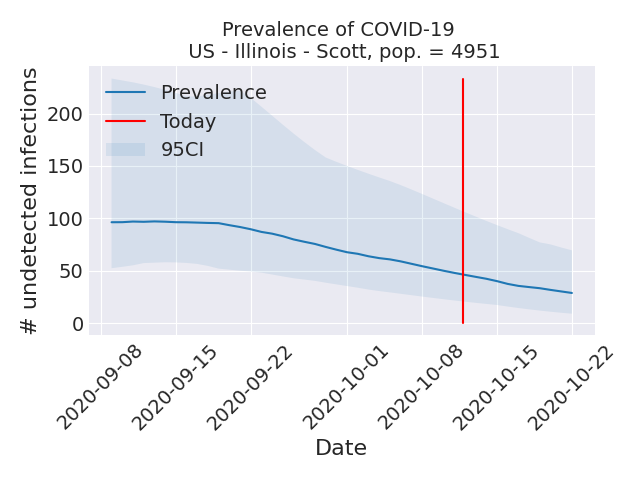 Prevalence of COVID-19
US - Illinois - Scott, pop. = 4951
# undetected infections
200
150
100
50
0
Prevalence
Today
95CI
2020-09-08
2020-09-15
2020-09-22
2020-10-01
2020-10-08
2020-10-15
2020-10-22
Date